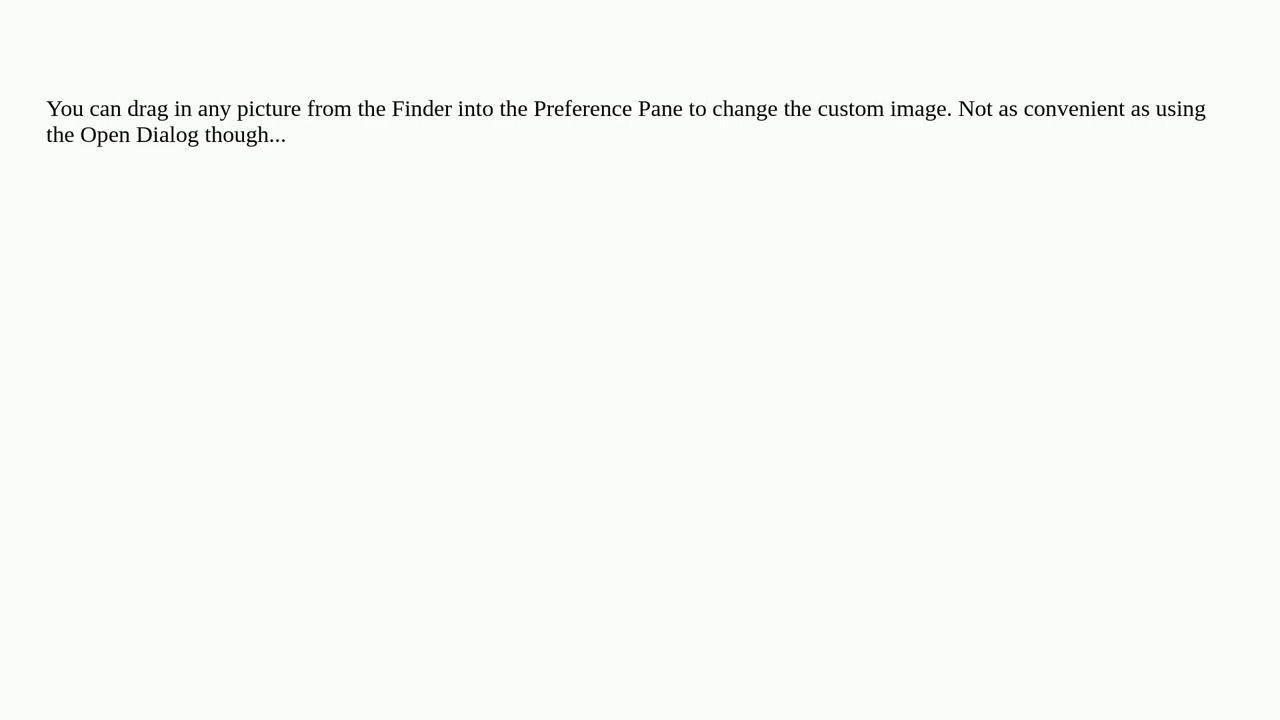 You can drag in any picture from the Finder into the Preference Pane to change the custom image. Not as convenient as using
the Open Dialog though...